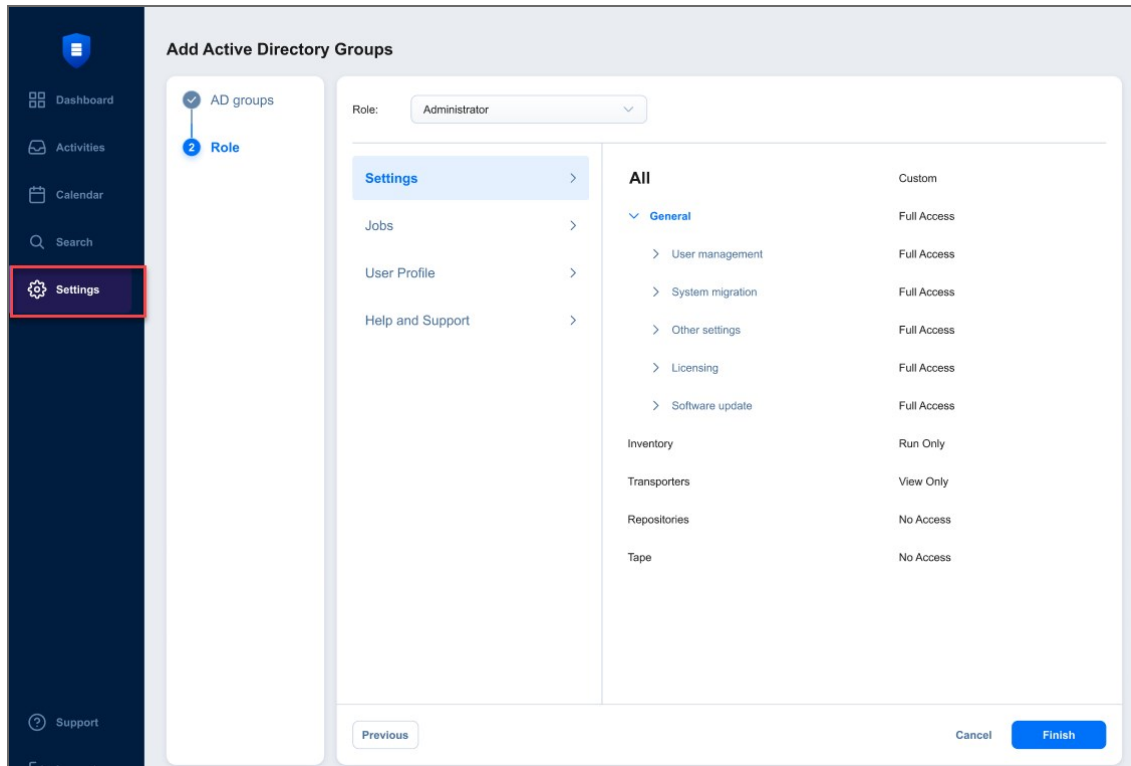 Add Active Directory Groups
Dashboard
Activities
Calendar
Search
Settings
Support
AD groups
2 Role
Role: Administrator
Settings
Jobs
User Profile
Help and Support
All Custom
General Full Access
User management Full Access
System migration Full Access
Other settings Full Access
Licensing Full Access
Software update Full Access
Inventory Run Only
Transporters View Only
Repositories No Access
Tape No Access
Previous
Cancel Finish